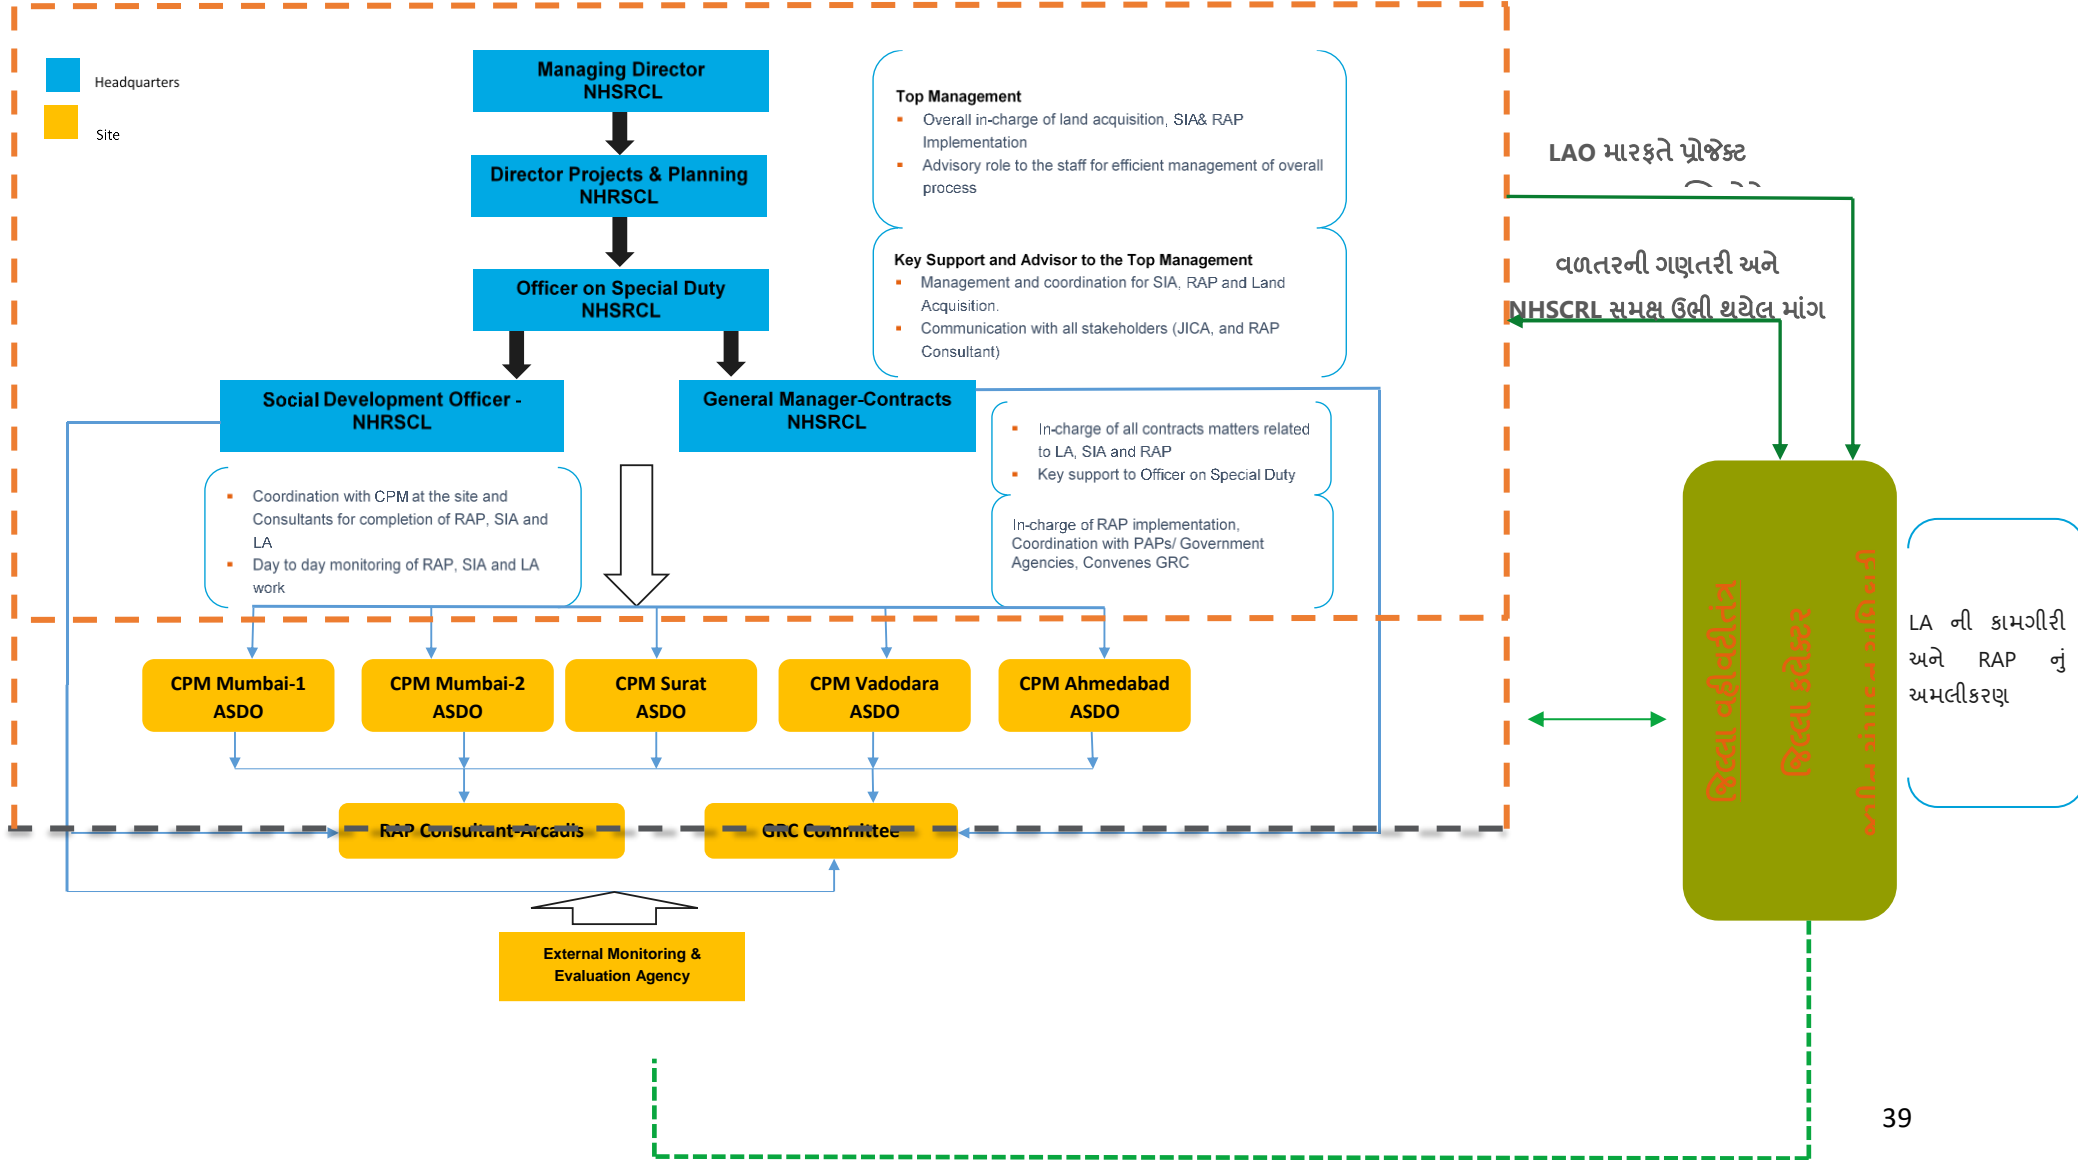 Headquarters
Site
Managing Director
NHSRCL
Director Projects & Planning
NHRSCL
Officer on Special Duty
NHSRCL
Social Development Officer -
NHRSCL
General Manager-Contracts
NHSRCL
Top Management
Overall in-charge of land acquisition, SIA& RAP
Implementation
Advisory role to the staff for efficient management of overall
process
Key Support and Advisor to the Top Management
Management and coordination for SIA, RAP and Land
Acquisition.
Communication with all stakeholders (JICA, and RAP
Consultant)
In-charge of all contracts matters related
to LA, SIA and RAP
Key support to Officer on Special Duty
In-charge of RAP implementation,
Coordination with PAPs/ Government
Agencies, Convenes GRC
Coordination with CPM at the site and
Consultants for completion of RAP, SIA and
LA
Day to day monitoring of RAP, SIA and LA
work
CPM Mumbai-1
ASDO
CPM Mumbai-2
ASDO
CPM Surat
ASDO
CPM Vadodara
ASDO
CPM Ahmedabad
ASDO
RAP Consultant-Arcadis
GRC Committee
External Monitoring &
Evaluation Agency
LAO મારફતે પ્રોજેક્ટ
વળતરની ગણતરી અને
NHSCRL સમક્ષ ઉભી થયેલ માંગ
જિલ્લા વહીવટીતંત્ર
જિલ્લા કલેક્ટર
LA ની કામગીરી
અને RAP નું
અમલીકરણ
39